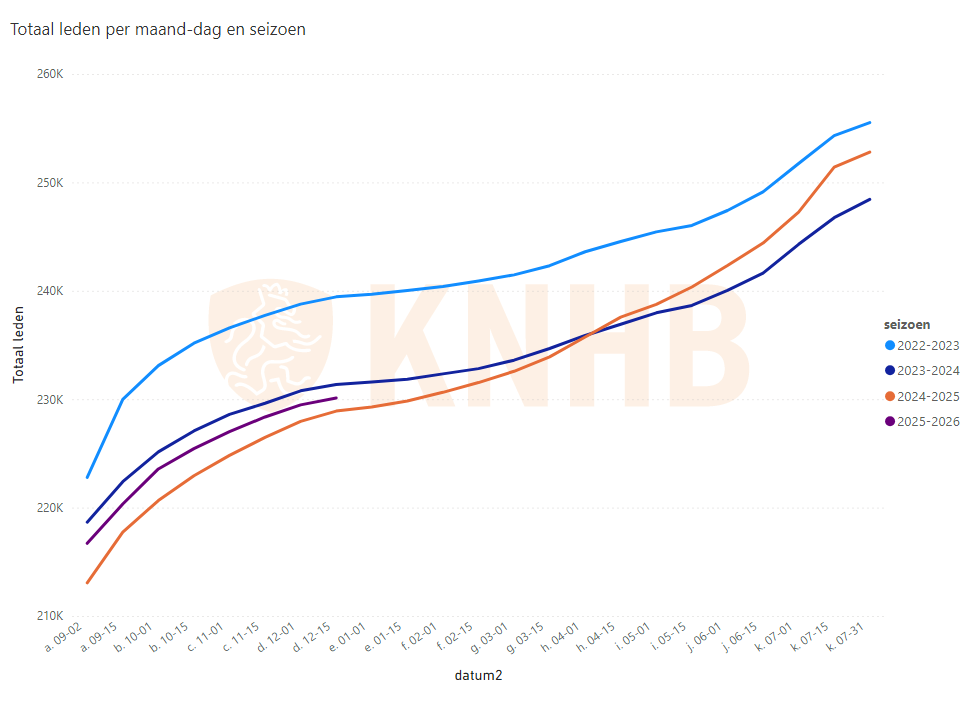 Totaal leden per maand-dag en seizoen
260K
250K
240K
230K
220K
210K
Totaal leden
KNHB
seizoen
2022-2023
2023-2024
2024-2025
2025-2026
a. 09-02
a. 09-15
b. 10-01
b. 10-15
c. 11-01
c. 11-15
d. 12-01
d. 12-15
e. 01-01
e. 01-15
f. 02-01
f. 02-15
g. 03-01
g. 03-15
h. 04-01
h. 04-15
i. 05-01
i. 05-15
j. 06-01
j. 06-15
k. 07-01
k. 07-15
k. 07-31
datum2